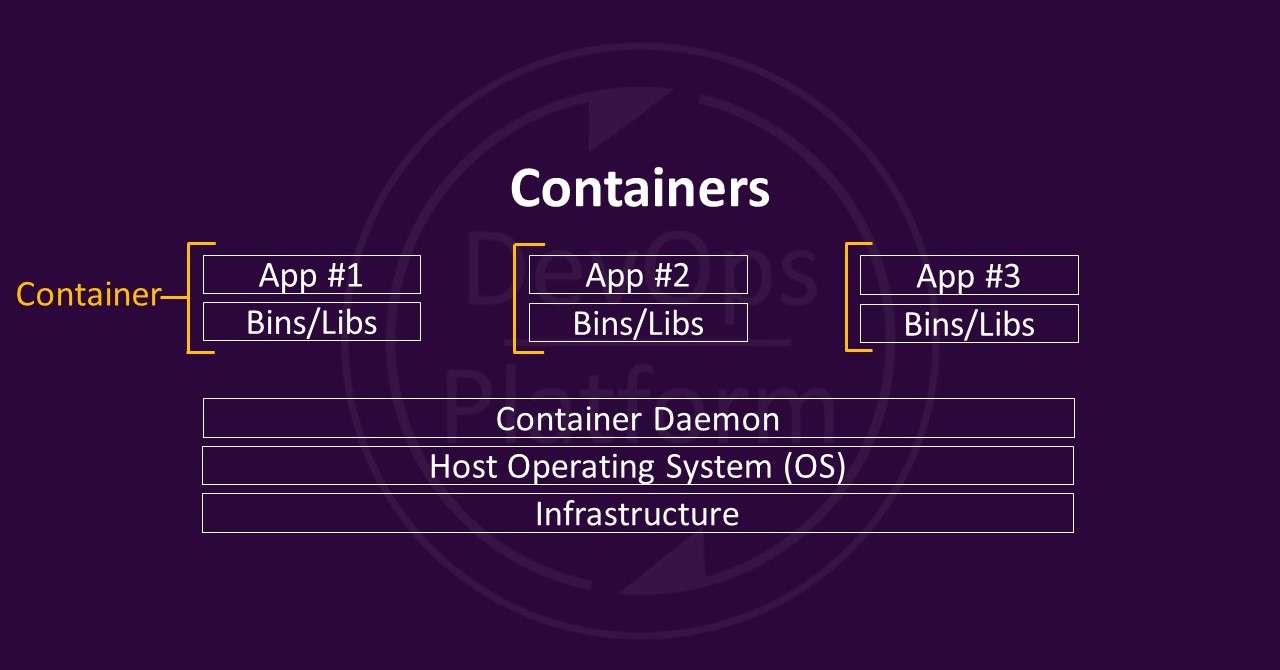 DevOps
Platform
Containers
Container
App #1
Bins/Libs
App #2
Bins/Libs
App #3
Bins/Libs
Container Daemon
Host Operating System (OS)
Infrastructure